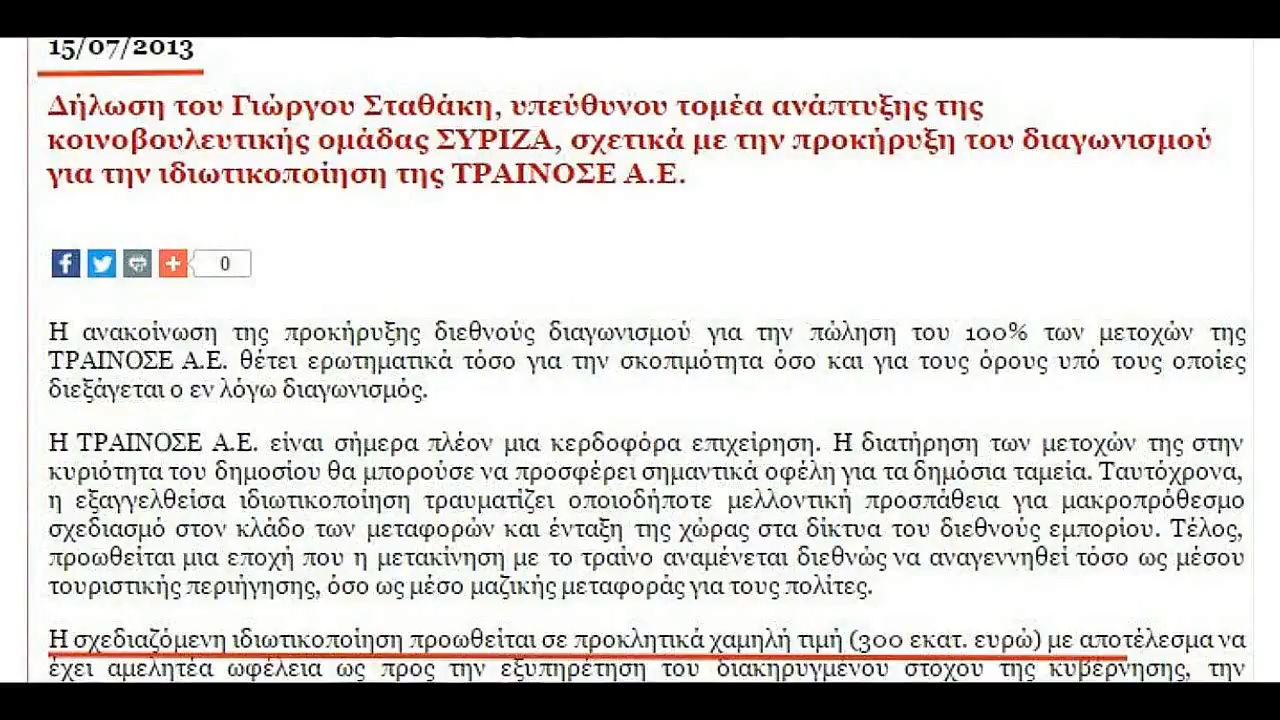 15/07/2013
Δήλωση του Γιώργου Σταθάκη, υπεύθυνου τομέα ανάπτυξης της
κοινοβουλευτικής ομάδας ΣΥΡΙΖΑ, σχετικά με την προκήρυξη του διαγωνισμού
για την ιδιωτικοποίηση της ΤΡΑΙΝΟΣΕ Α.Ε.
0
Η ανακοίνωση της προκήρυξης διεθνούς διαγωνισμού για την πώληση του 100% των μετοχών της
ΤΡΑΙΝΟΣΕ Α.Ε. θέτει ερωτηματικά τόσο για την σκοπιμότητα όσο και για τους όρους υπό τους οποίες
διεξάγεται ο εν λόγω διαγωνισμός.
Η ΤΡΑΙΝΟΣΕ Α.Ε. είναι σήμερα πλέον μια κερδοφόρα επιχείρηση. Η διατήρηση των μετοχών της στην
κυριότητα του δημοσίου θα μπορούσε να προσφέρει σημαντικά οφέλη για τα δημόσια ταμεία. Ταυτόχρονα,
η εξαγγελθείσα ιδιωτικοποίηση τραυματίζει οποιοδήποτε μελλοντική προσπάθεια για μακροπρόθεσμο
σχεδιασμό στον κλάδο των μεταφορών και ένταξη της χώρας στα δίκτυα του διεθνούς εμπορίου. Τέλος,
προωθείται μια εποχή που η μετακίνηση με το τραίνο αναμένεται διεθνώς να αναγεννηθεί τόσο ως μέσου
τουριστικής περιήγησης, όσο ως μέσο μαζικής μεταφοράς για τους πολίτες.
Η σχεδιαζόμενη ιδιωτικοποίηση προωθείται σε προκλητικά χαμηλή τιμή (300 εκατ. ευρώ) με αποτέλεσμα να
έχει αμελητέα ωφέλεια ως προς την εξυπηρέτηση του διακηρυγμένου στόχου της κυβέρνησης, την